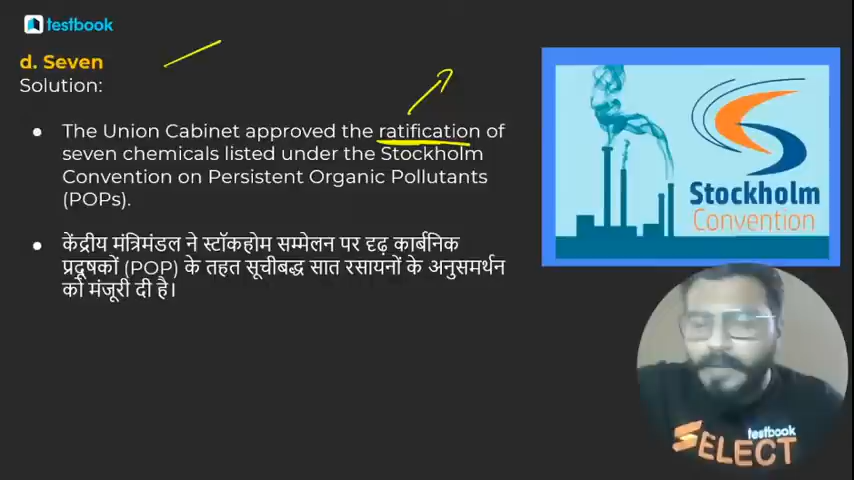 testbook
d. Seven
Solution:
● The Union Cabinet approved the ratification of
seven chemicals listed under the Stockholm
Convention on Persistent Organic Pollutants
(POPs).
● केंद्रीय मंत्रिमंडल ने स्टॉकहोम सम्मेलन पर दृढ़ कार्बनिक
प्रदूषकों (POP) के तहत सूचीबद्ध सात रसायनों के अनुसमर्थन
को मंजूरी दी है।
Stockholm
Convention
testbook
SELECT